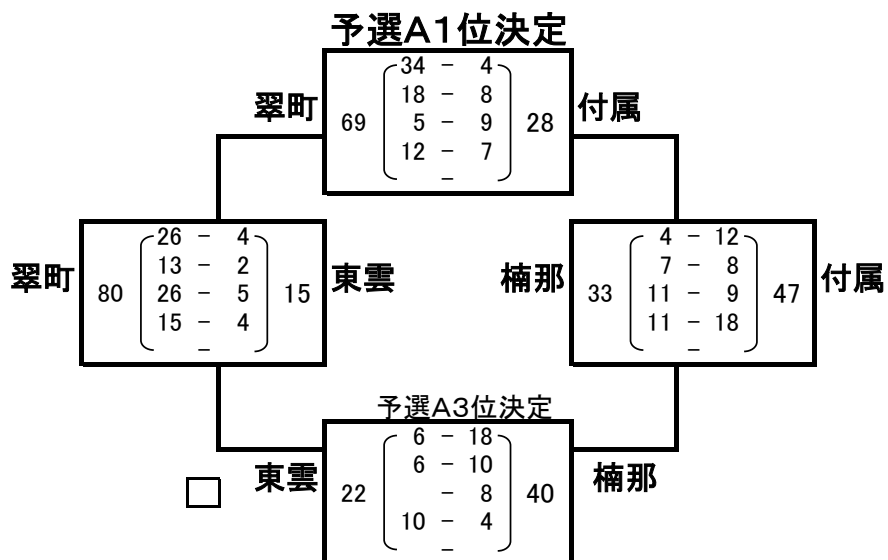 予選A1位決定
翠町 69 34 - 4 28 付属
18 - 8
5 - 9
12 - 7
-
翠町 80 26 - 4 15 東雲
13 - 2
26 - 5
15 - 4
-
楠那 33 4 - 12 47 付属
7 - 8
11 - 9
11 - 18
-
予選A3位決定
東雲 22 6 - 18 40 楠那
6 - 10
- 8
10 - 4
-